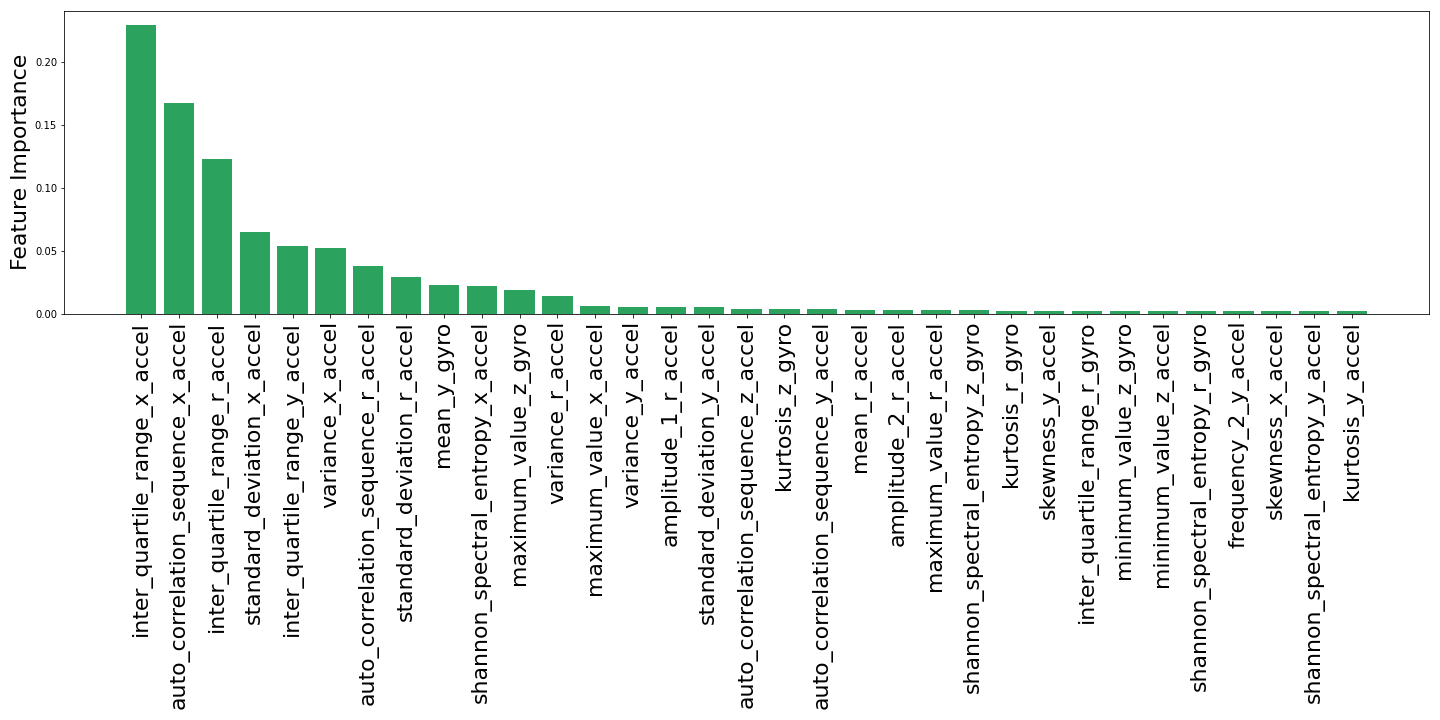 Feature Importance
0.20
0.15
0.10
0.05
0.00
inter_quartile_range_x_accel
auto_correlation_sequence_x_accel
inter_quartile_range_r_accel
standard_deviation_x_accel
inter_quartile_range_y_accel
variance_x_accel
auto_correlation_sequence_r_accel
standard_deviation_r_accel
mean_y_gyro
shannon_spectral_entropy_x_accel
maximum_value_z_gyro
variance_r_accel
maximum_value_x_accel
variance_y_accel
amplitude_1_r_accel
standard_deviation_y_accel
auto_correlation_sequence_z_accel
kurtosis_z_gyro
auto_correlation_sequence_y_accel
mean_r_accel
amplitude_2_r_accel
maximum_value_r_accel
shannon_spectral_entropy_z_gyro
kurtosis_r_gyro
skewness_y_accel
inter_quartile_range_r_gyro
minimum_value_z_gyro
minimum_value_z_accel
shannon_spectral_entropy_r_gyro
frequency_2_y_accel
skewness_x_accel
shannon_spectral_entropy_y_accel
kurtosis_y_accel